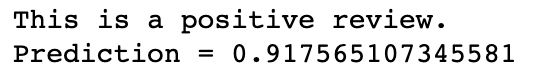 This is a positive review.
Prediction = 0.917565107345581